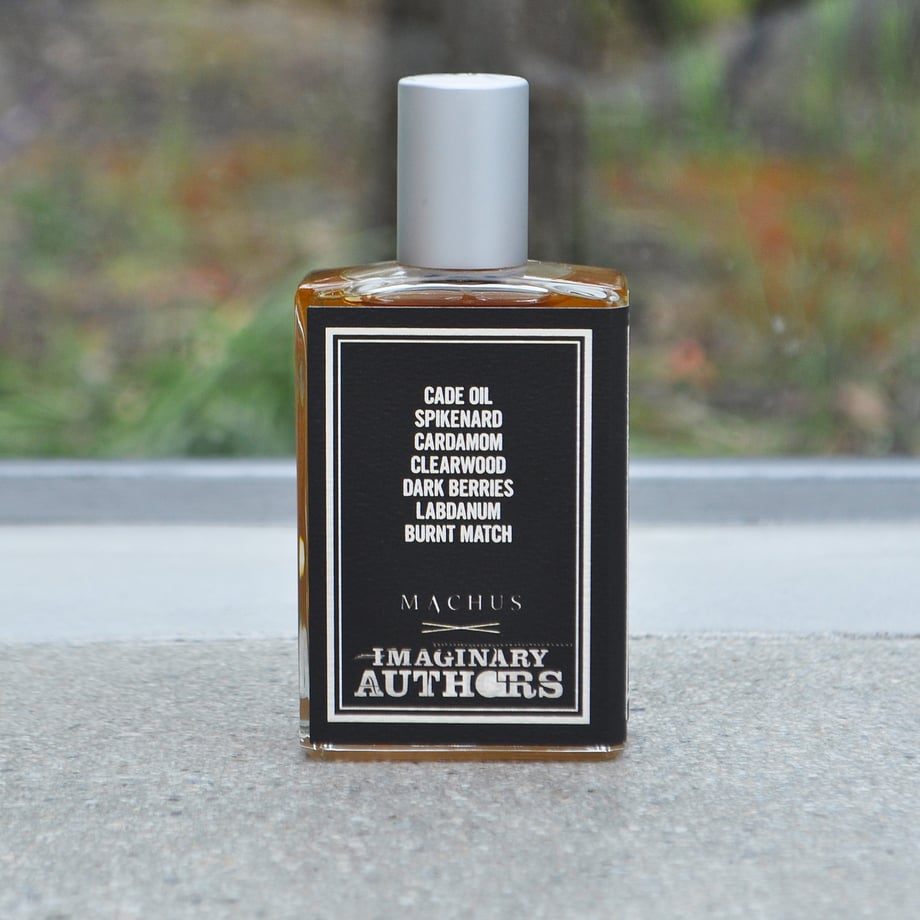 CADE OIL
SPIKENARD
CARDAMOM
CLEARWOOD
DARK BERRIES
LABDANUM
BURNT MATCH
MACHUS
IMAGINARY
AUTHORS